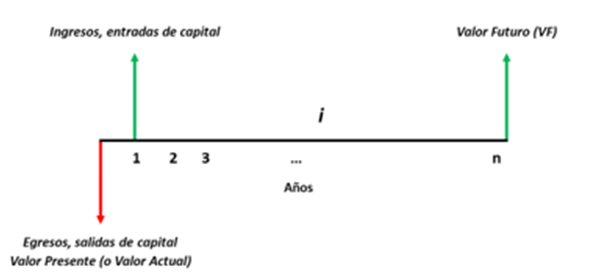 Ingresos, entradas de capital
Valor Futuro (VF)
i
1 2 3 ... n
Años
Egresos, salidas de capital
Valor Presente (o Valor Actual)